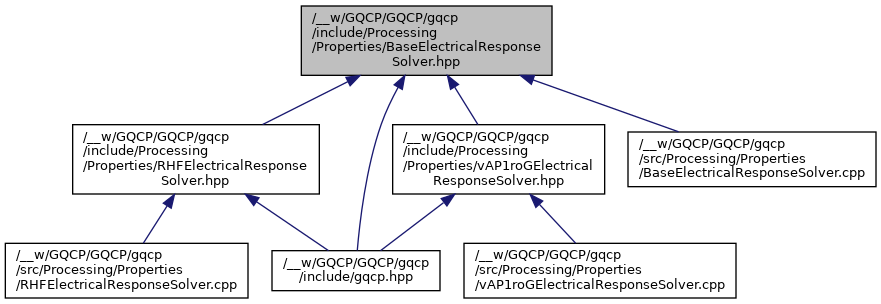 /__w/GQCP/GQCP/gqcp
/include/Processing
/Properties/BaseElectricalResponse
Solver.hpp
/__w/GQCP/GQCP/gqcp
/include/Processing
/Properties/RHFElectricalResponse
Solver.hpp
/__w/GQCP/GQCP/gqcp
/include/Processing
/Properties/vAP1roGElectrical
ResponseSolver.hpp
/__w/GQCP/GQCP/gqcp
/src/Processing/Properties
/BaseElectricalResponseSolver.cpp
/__w/GQCP/GQCP/gqcp
/src/Processing/Properties
/RHFElectricalResponseSolver.cpp
/__w/GQCP/GQCP/gqcp
/include/gqcp.hpp
/__w/GQCP/GQCP/gqcp
/src/Processing/Properties
/vAP1roGElectricalResponseSolver.cpp